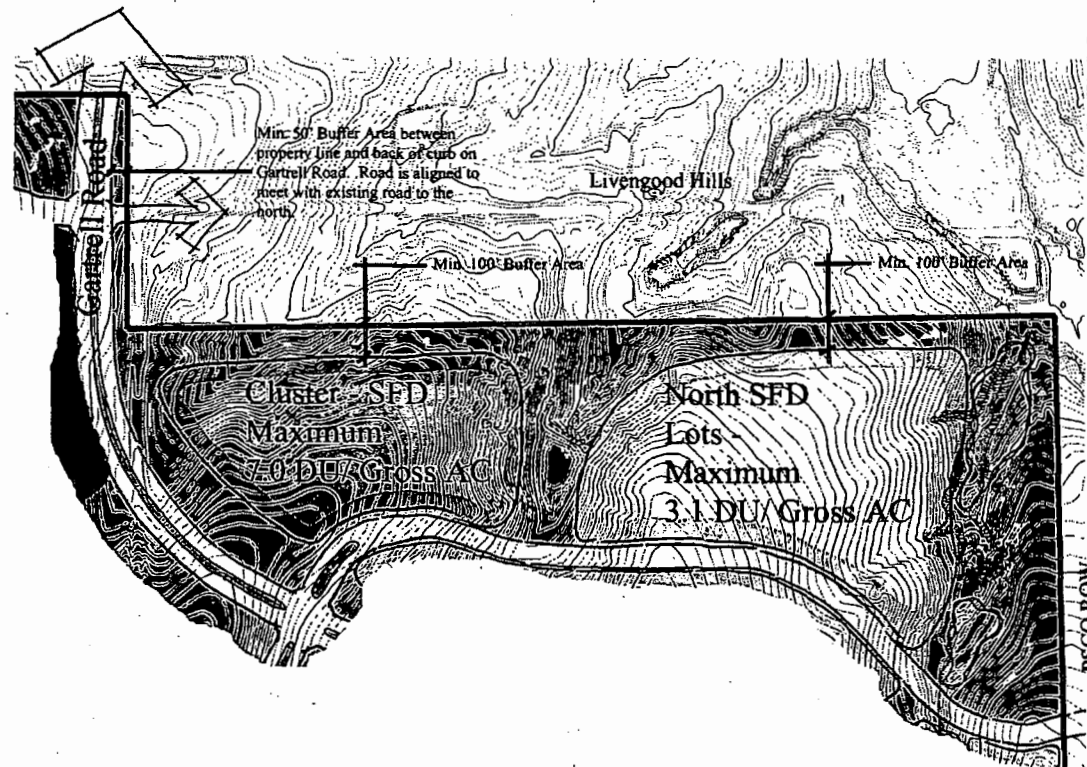 Gartrell Road
Min. 50' Buffer Area between
property line and back of curb on
Gartrell Road. Road is aligned to
meet with existing road to the
north.
Livengood Hills
Min. 100' Buffer Area
Min. 100' Buffer Area
Cluster - SFD
Maximum
7.0 DU/ Gross AC
North SFD
Lots -
Maximum
3.1 DU/ Gross AC